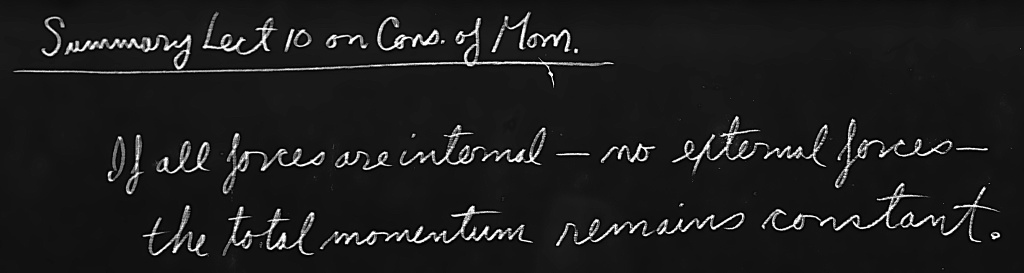 Summary Lect 10 on Cons. of Mom.
If all forces are internal — no external forces —
the total momentum remains constant.